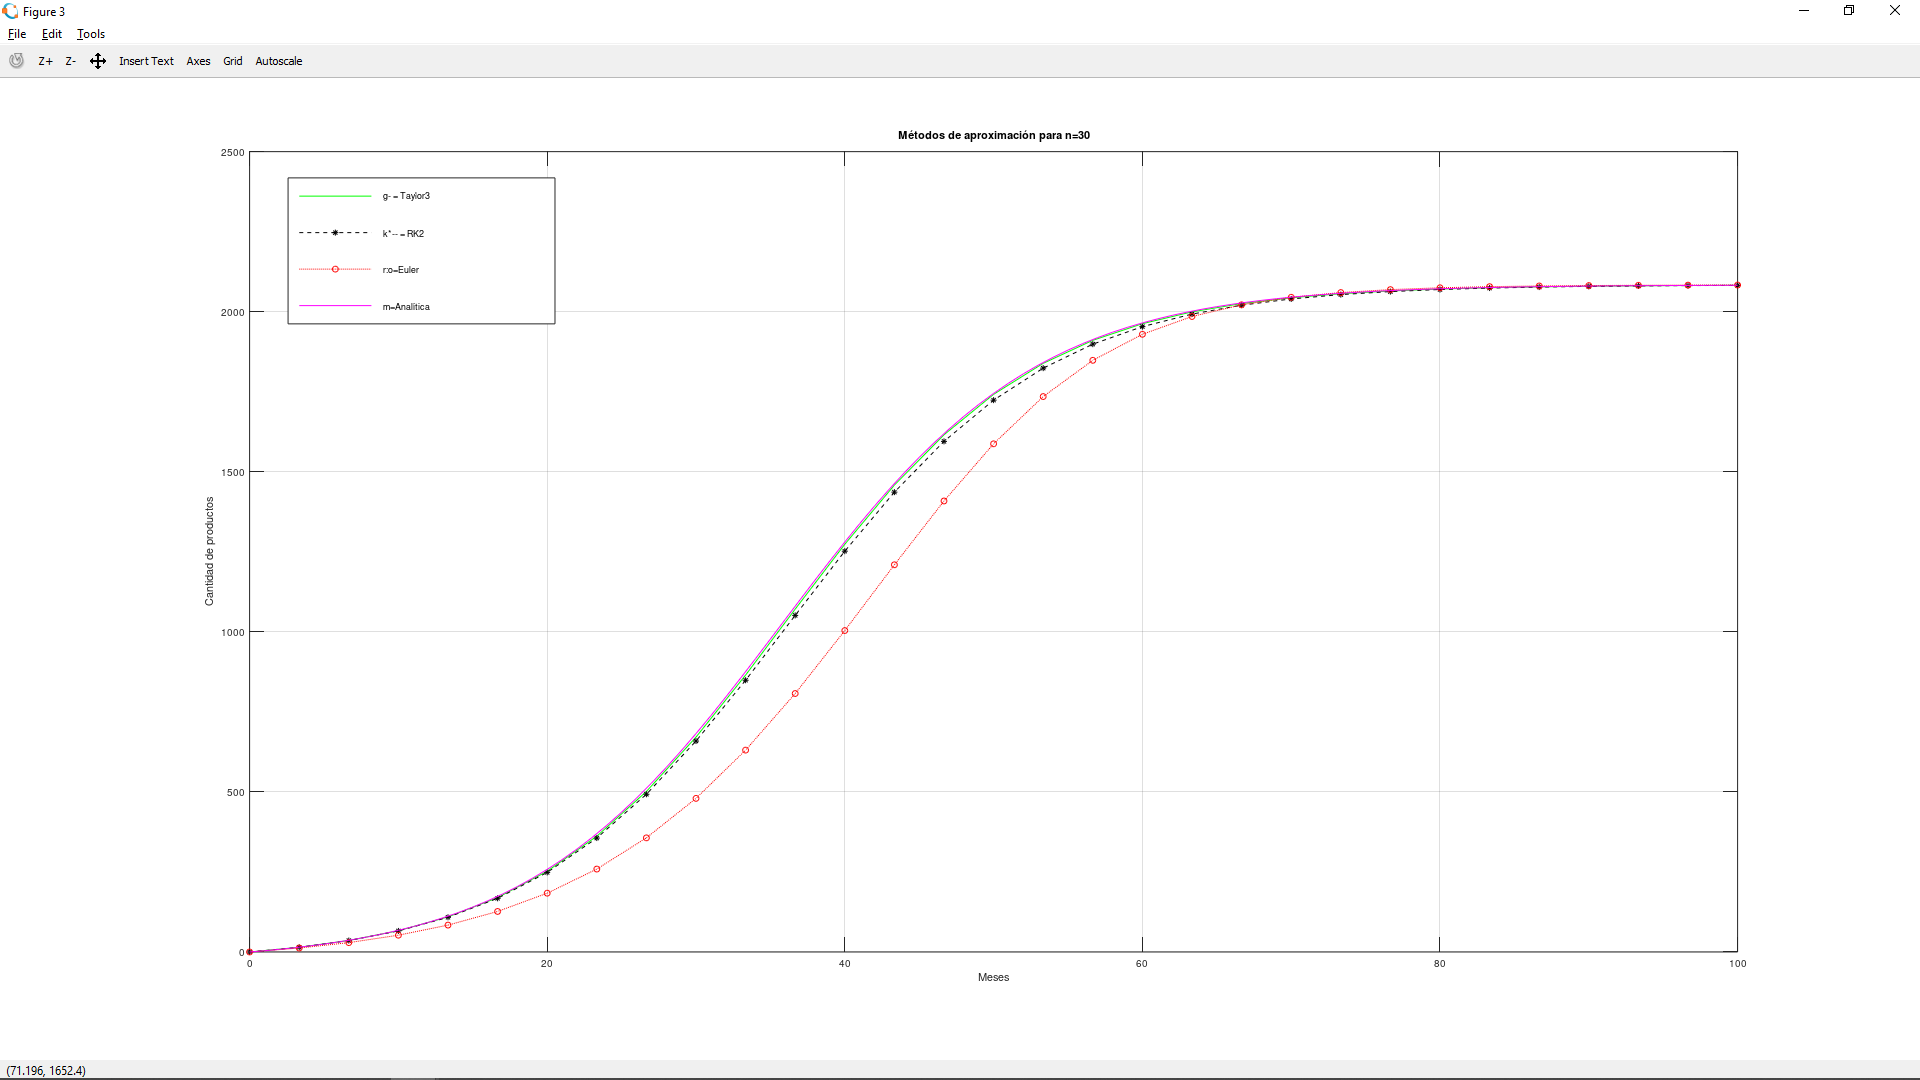 Figure 3
File Edit Tools
Z+ Z- Insert Text Axes Grid Autoscale
Métodos de aproximación para n=30
2500
g- = Taylor3
k*-- = RK2
r:o=Euler
m=Analítica
2000
1500
Cantidad de productos
1000
500
0
0 20 40 60 80 100
Meses
(71.196, 1652.4)